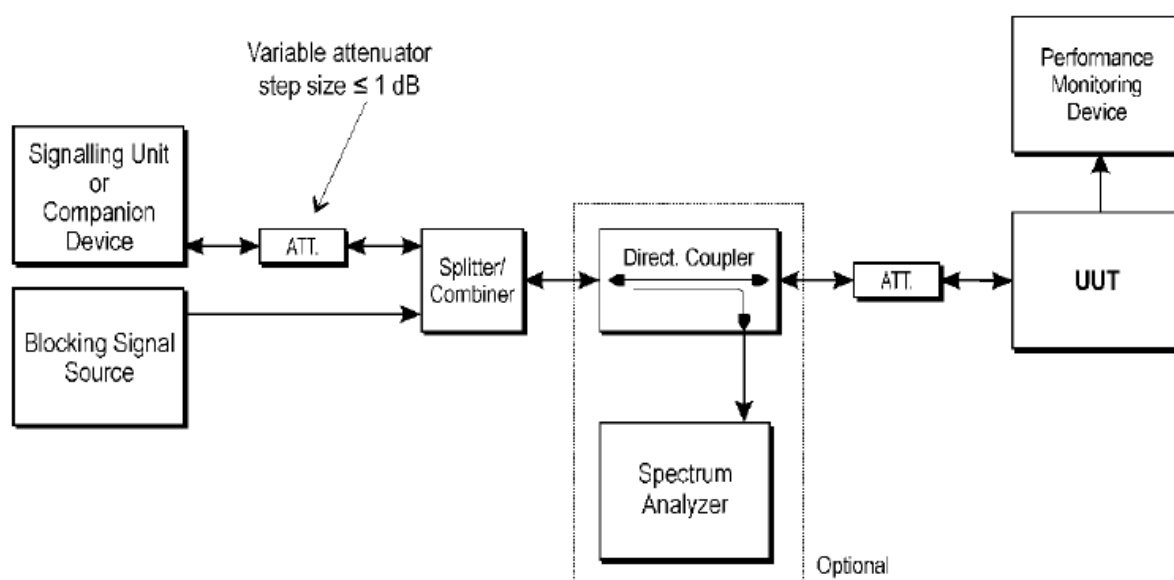 Variable attenuator
step size ≤ 1 dB
Performance
Monitoring
Device
Signalling Unit
or
Companion
Device
ATT.
Splitter/
Combiner
Direct. Coupler
ATT.
UUT
Blocking Signal
Source
Spectrum
Analyzer
Optional